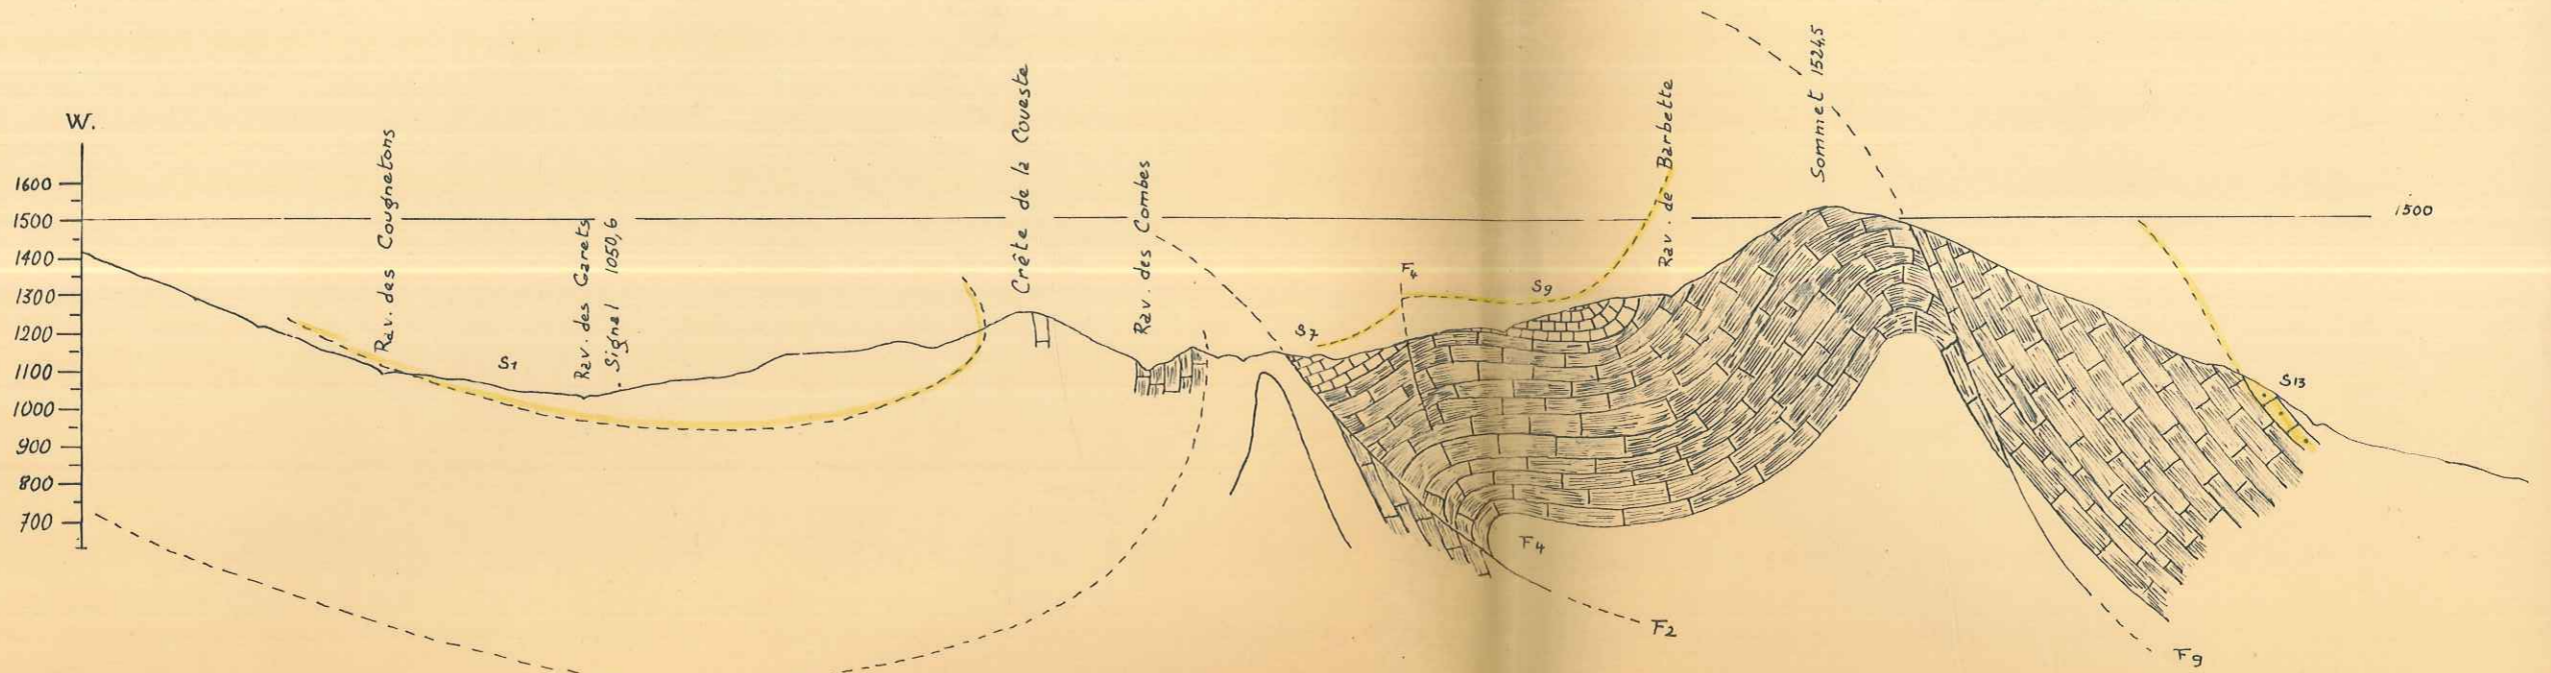 W.
1600
1500
1400
1300
1200
1100
1000
900
800
700
Rav. des Cougnetons
S1
Rav. des Garets
. Signal 1050,6
Crête de la Coueste
Rav. des Combes
S7
F4
S9
Rav. de Barbette
Sommet 1524,5
1500
S13
F4
F2
F9